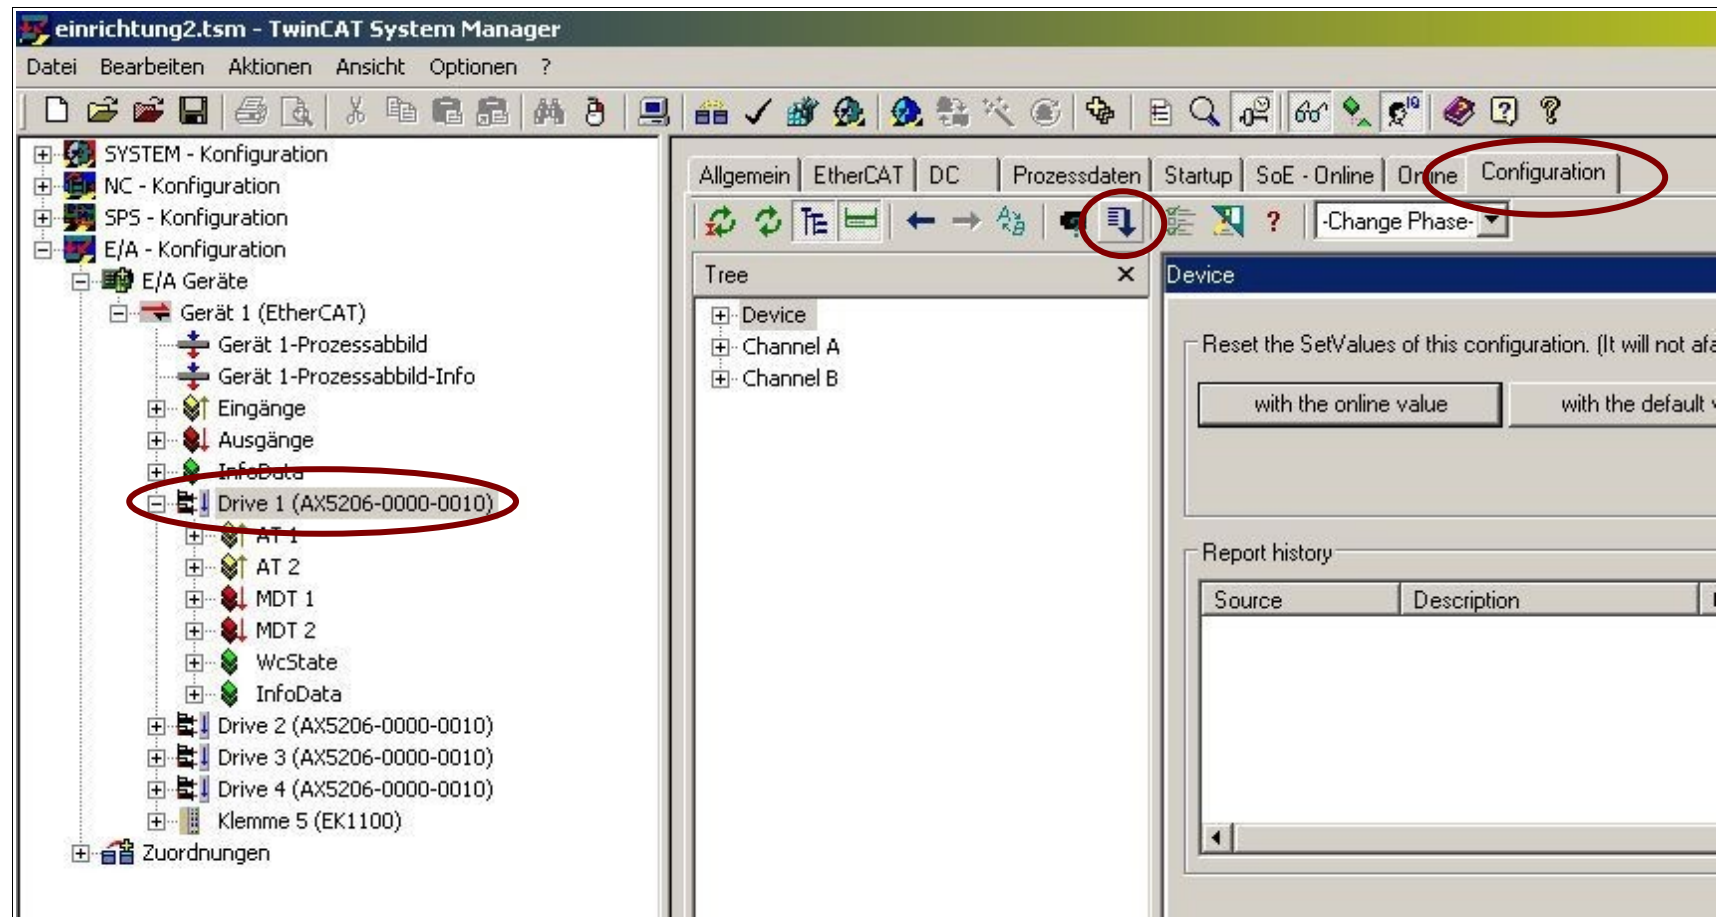 einrichtung2.tsm - TwinCAT System Manager
Datei Bearbeiten Aktionen Ansicht Optionen ?
SYSTEM - Konfiguration
NC - Konfiguration
SPS - Konfiguration
E/A - Konfiguration
E/A Geräte
Gerät 1 (EtherCAT)
Gerät 1-Prozessabbild
Gerät 1-Prozessabbild-Info
Eingänge
Ausgänge
InfoData
Drive 1 (AX5206-0000-0010)
AT 1
AT 2
MDT 1
MDT 2
WcState
InfoData
Drive 2 (AX5206-0000-0010)
Drive 3 (AX5206-0000-0010)
Drive 4 (AX5206-0000-0010)
Klemme 5 (EK1100)
Zuordnungen
Allgemein EtherCAT DC Prozessdaten Startup SoE - Online Online Configuration
-Change Phase-
Tree
Device
Channel A
Channel B
Device
Reset the SetValues of this configuration. (It will not afa
with the online value with the default v
Report history
Source Description